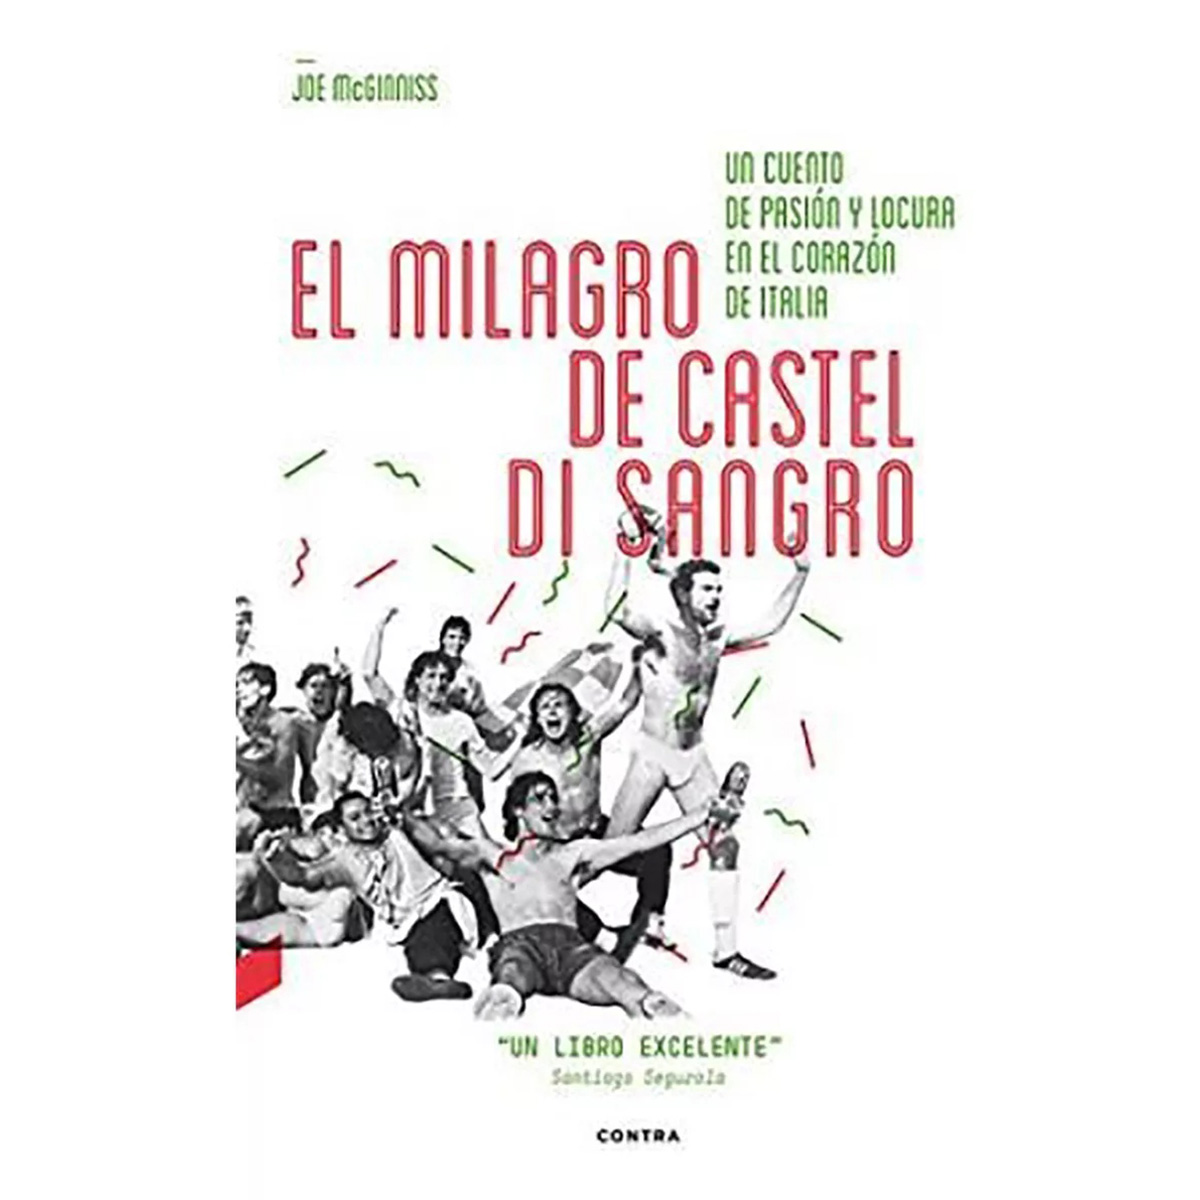 JOE McGINNISS
UN CUENTO
DE PASIÓN Y LOCURA
EN EL CORAZÓN
DE ITALIA
EL MILAGRO
DE CASTEL
DI SANGRO
“UN LIBRO EXCELENTE”
Santiago Segurola
CONTRA